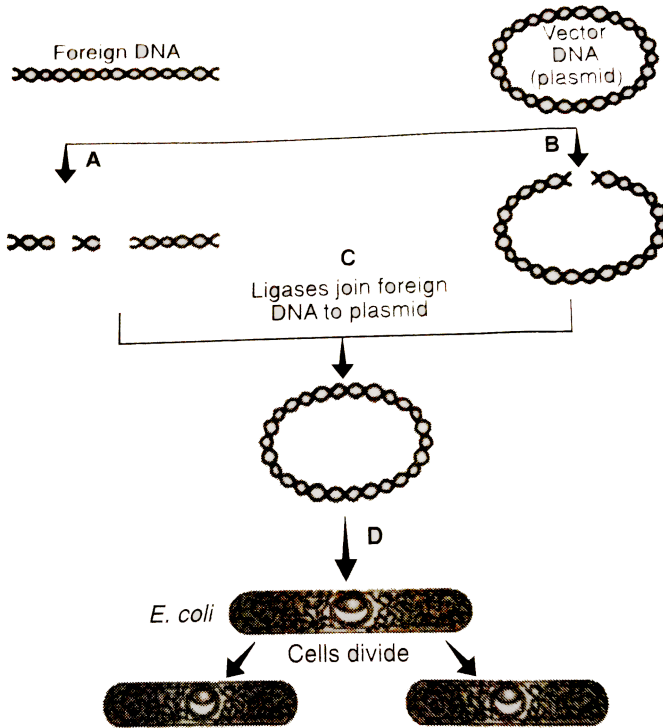 Foreign DNA
Vector
DNA
(plasmid)
A
B
C
Ligases join foreign
DNA to plasmid
D
E. coli
Cells divide